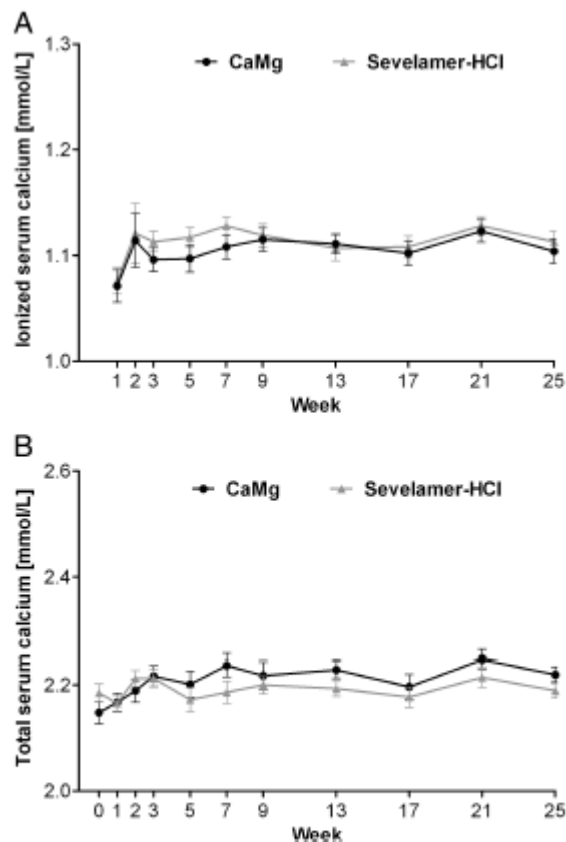 A
Ionized serum calcium [mmol/L]
1.3
1.2
1.1
1.0
CaMg
Sevelamer-HCl
1 2 3 5 7 9 13 17 21 25
Week
B
Total serum calcium [mmol/L]
2.6
2.4
2.2
2.0
CaMg
Sevelamer-HCl
0 1 2 3 5 7 9 13 17 21 25
Week